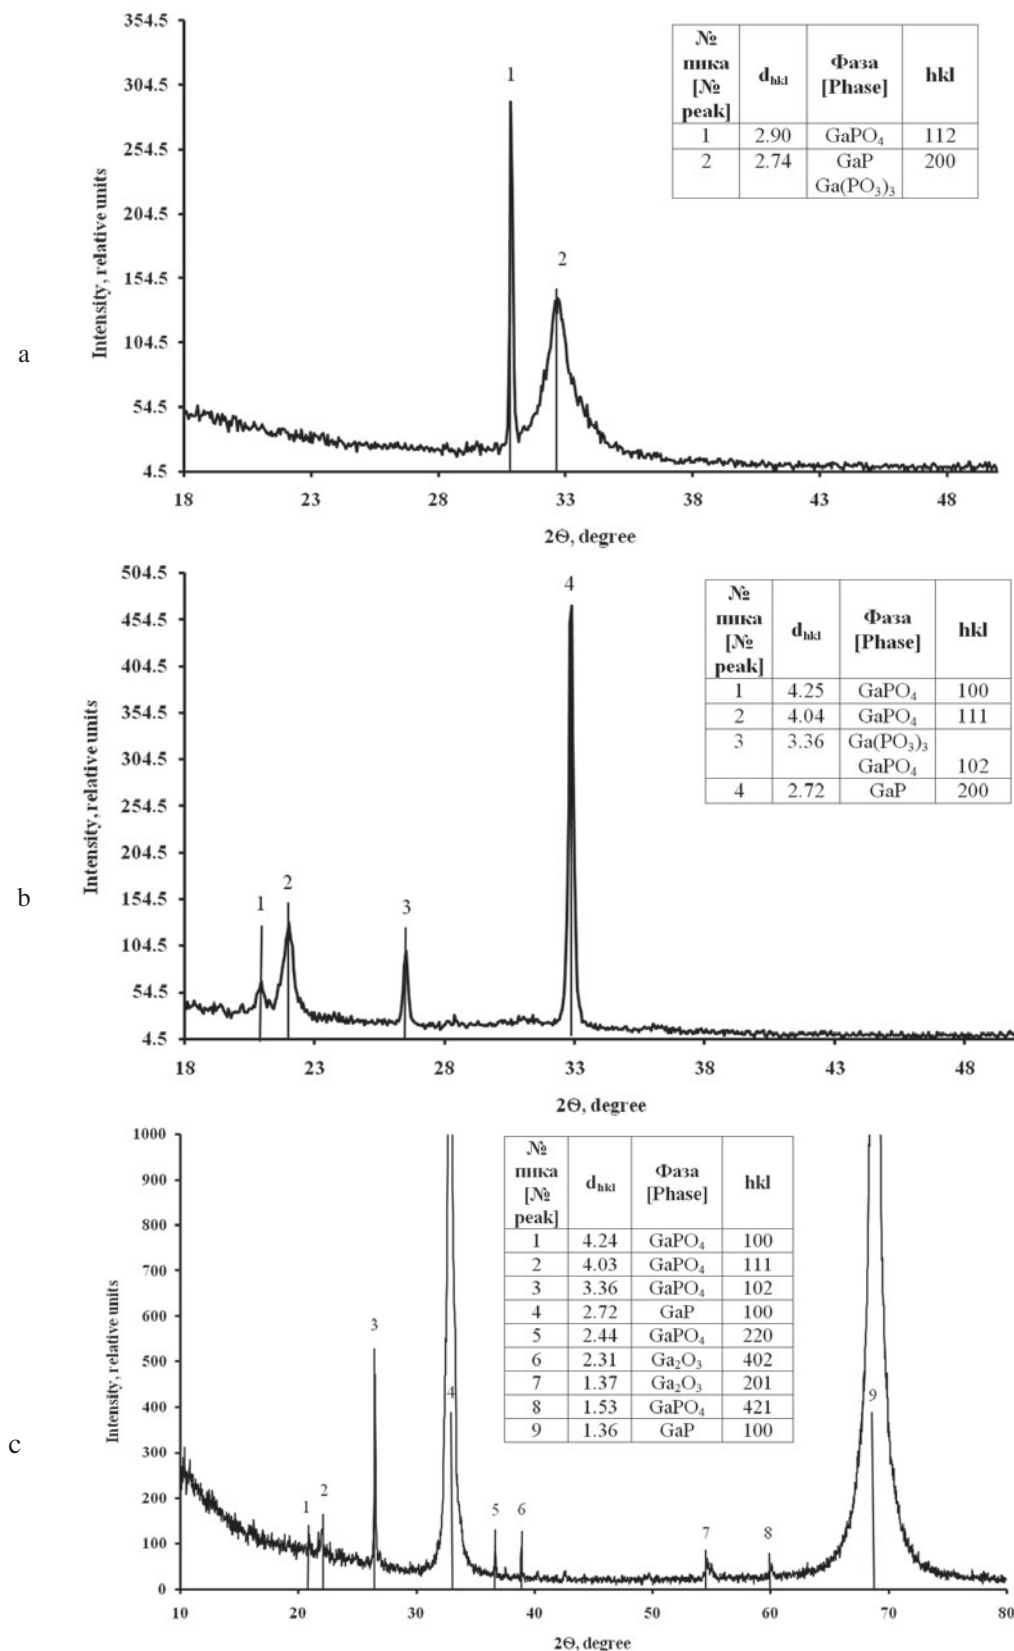 a
Intensity, relative units
354.5
304.5
254.5
204.5
154.5
104.5
54.5
4.5
18 23 28 33 38 43 48
2Θ, degree
1
2
№ пика [№ peak] d_hkl Фаза [Phase] hkl
1 2.90 GaPO₄ 112
2 2.74 GaP 200
Ga(PO₃)₃
b
Intensity, relative units
504.5
454.5
404.5
354.5
304.5
254.5
204.5
154.5
104.5
54.5
4.5
18 23 28 33 38 43 48
2Θ, degree
1
2
3
4
№ пика [№ peak] d_hkl Фаза [Phase] hkl
1 4.25 GaPO₄ 100
2 4.04 GaPO₄ 111
3 3.36 Ga(PO₃)₃
GaPO₄ 102
4 2.72 GaP 200
c
Intensity, relative units
1000
900
800
700
600
500
400
300
200
100
0
10 20 30 40 50 60 70 80
2Θ, degree
1
2
3
4
5
6
7
8
9
№ пика [№ peak] d_hkl Фаза [Phase] hkl
1 4.24 GaPO₄ 100
2 4.03 GaPO₄ 111
3 3.36 GaPO₄ 102
4 2.72 GaP 100
5 2.44 GaPO₄ 220
6 2.31 Ga₂O₃ 402
7 1.37 Ga₂O₃ 201
8 1.53 GaPO₄ 421
9 1.36 GaP 100